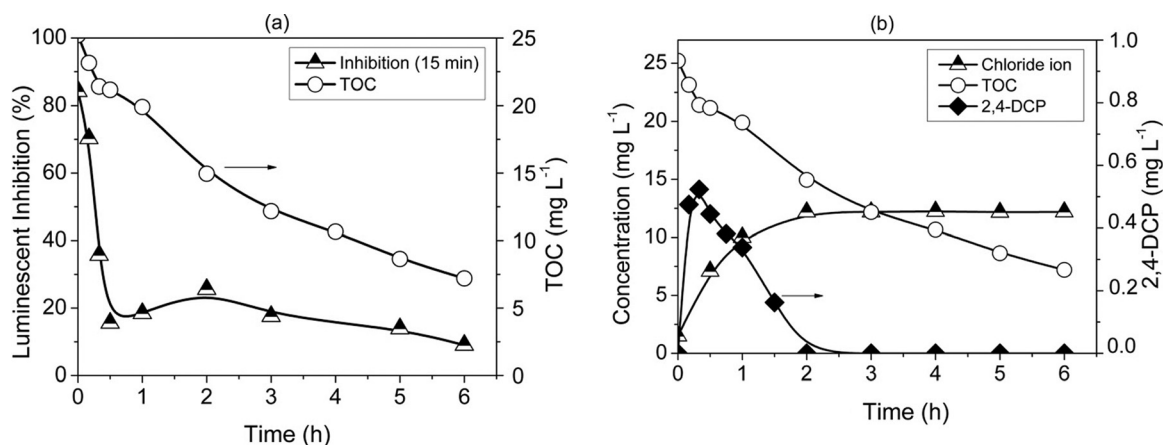 (a)
Inhibition (15 min)
TOC
Luminescent Inhibition (%)
100
80
60
40
20
0
25
20
15
10
5
0
TOC (mg L⁻¹)
0 1 2 3 4 5 6
Time (h)
(b)
Chloride ion
TOC
2,4-DCP
Concentration (mg L⁻¹)
25
20
15
10
5
0
1.0
0.8
0.6
0.4
0.2
0.0
2,4-DCP (mg L⁻¹)
0 1 2 3 4 5 6
Time (h)